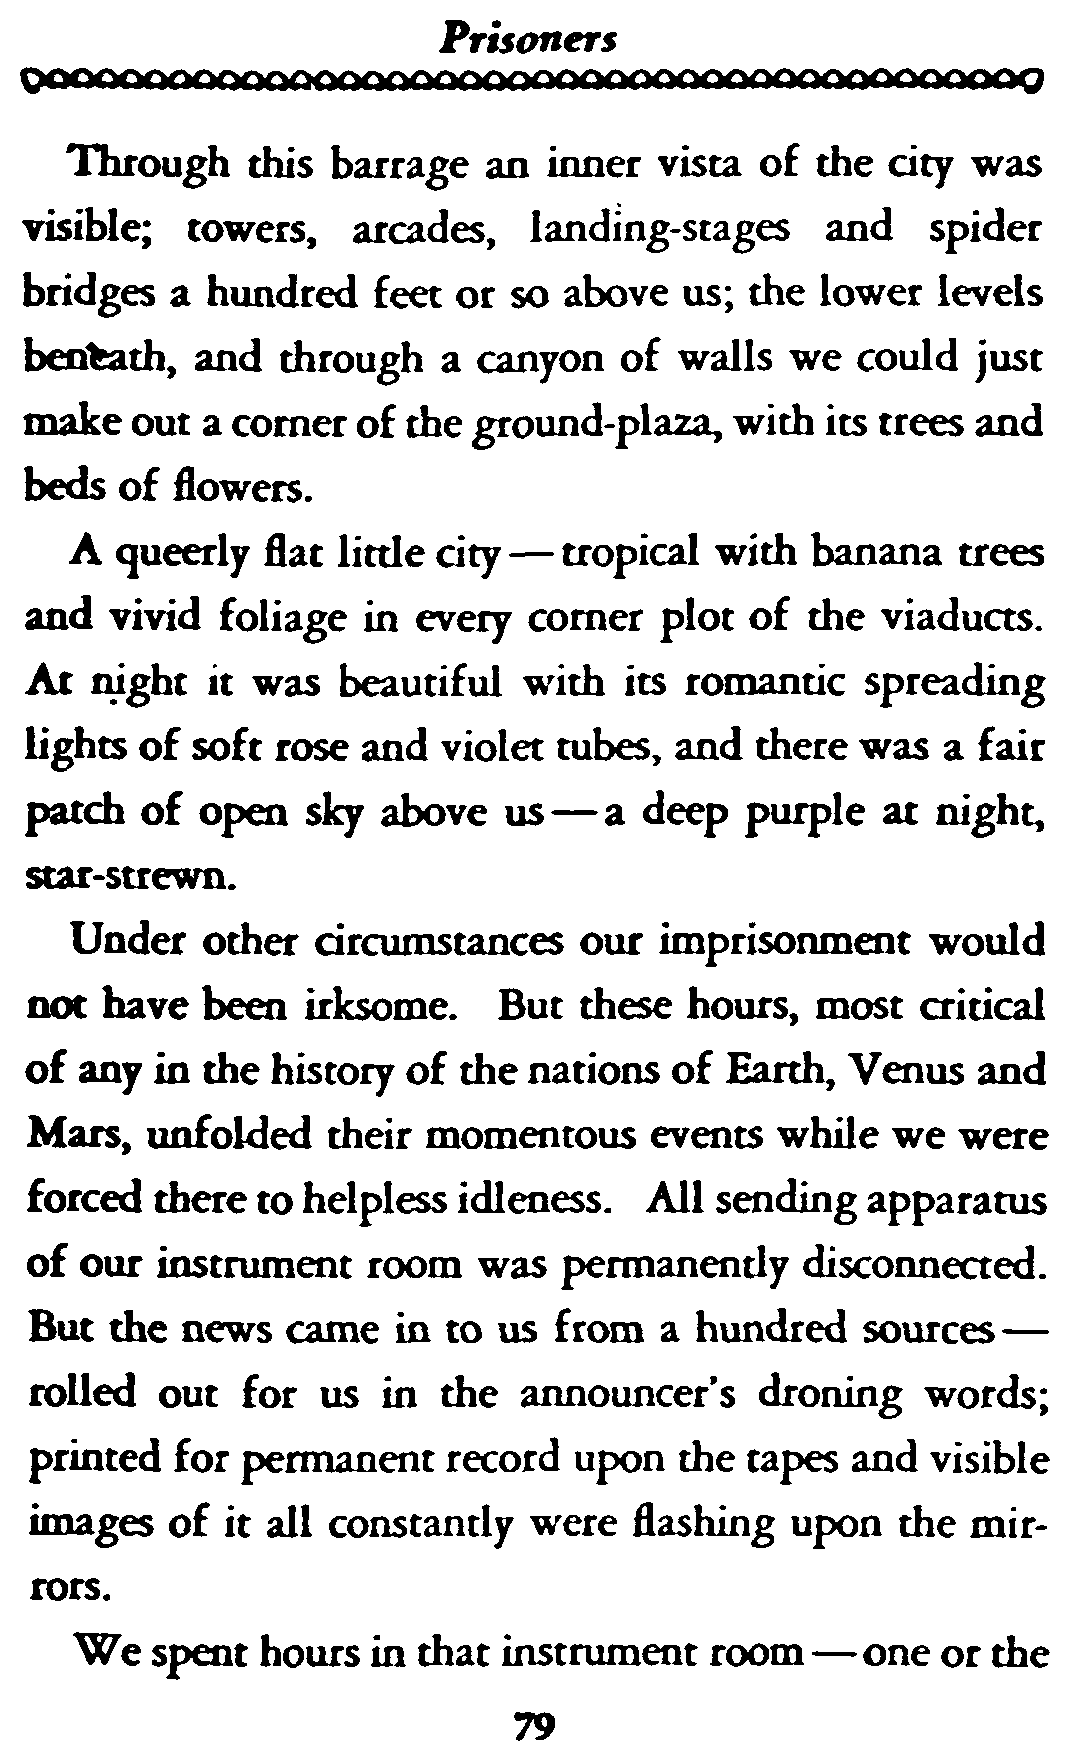 Prisoners
Through this barrage an inner vista of the city was
visible; towers, arcades, landing-stages and spider
bridges a hundred feet or so above us; the lower levels
beneath, and through a canyon of walls we could just
make out a corner of the ground-plaza, with its trees and
beds of flowers.
A queerly flat little city — tropical with banana trees
and vivid foliage in every corner plot of the viaducts.
At night it was beautiful with its romantic spreading
lights of soft rose and violet tubes, and there was a fair
patch of open sky above us — a deep purple at night,
star-strewn.
Under other circumstances our imprisonment would
not have been irksome. But these hours, most critical
of any in the history of the nations of Earth, Venus and
Mars, unfolded their momentous events while we were
forced there to helpless idleness. All sending apparatus
of our instrument room was permanently disconnected.
But the news came in to us from a hundred sources —
rolled out for us in the announcer's droning words;
printed for permanent record upon the tapes and visible
images of it all constantly were flashing upon the mir-
rors.
We spent hours in that instrument room — one or the
79